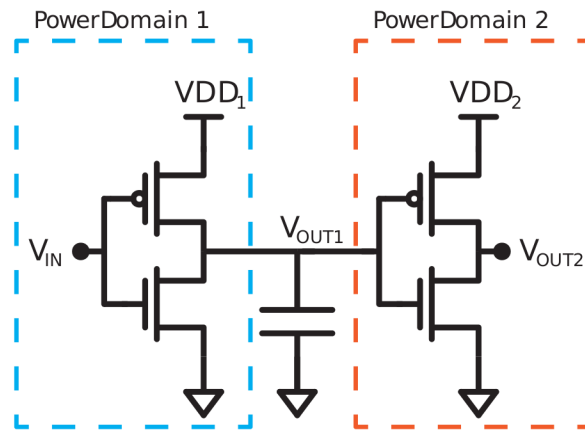 PowerDomain 1
PowerDomain 2
VDD1
VDD2
VOUT1
VIN
VOUT2